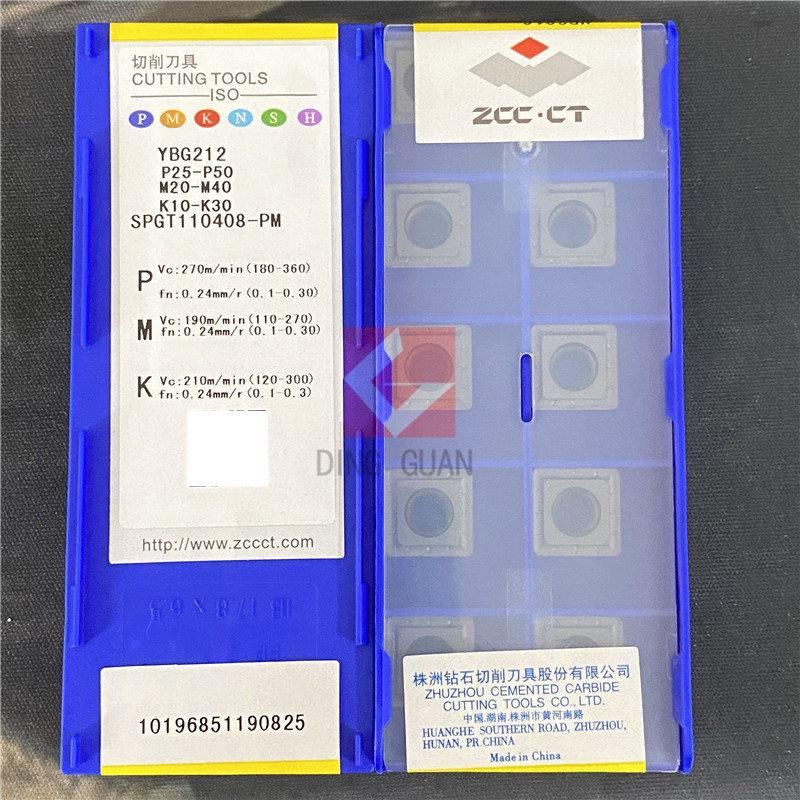 切削刀具
CUTTING TOOLS
ISO
P M K N S H
YBG212
P25-P50
M20-M40
K10-K30
SPGT110408-PM
P
Vc:270m/min(180-360)
fn:0.24mm/r(0.1-0.30)
M
Vc:190m/min(110-270)
fn:0.24mm/r(0.1-0.30)
K
Vc:210m/min(120-300)
fn:0.24mm/r(0.1-0.3)
http://www.zccct.com
IB 17.8×6.5
10196851190825
ZCC·CT
DING GUAN
株洲钻石切削刀具股份有限公司
ZHUZHOU CEMENTED CARBIDE
CUTTING TOOLS CO.,LTD.
中国.湖南.株洲市黄河南路
HUANGHE SOUTHERN ROAD, ZHUZHOU,
HUNAN, PR.CHINA
Made in China